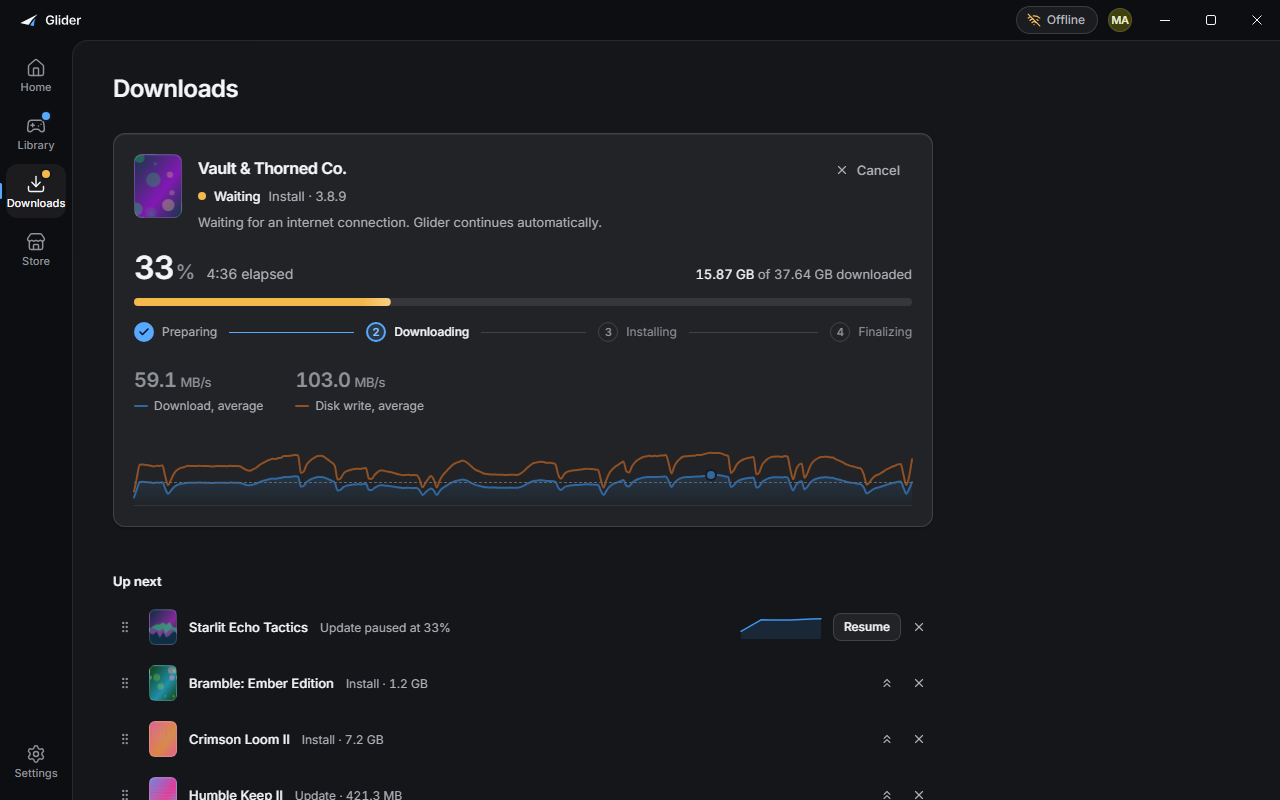 Glider
Offline
MA
Home
Library
Downloads
Store
Settings
Downloads
Vault & Thorned Co.
Cancel
Waiting Install · 3.8.9
Waiting for an internet connection. Glider continues automatically.
33% 4:36 elapsed
15.87 GB of 37.64 GB downloaded
Preparing
2 Downloading
3 Installing
4 Finalizing
59.1 MB/s
Download, average
103.0 MB/s
Disk write, average
Up next
Starlit Echo Tactics Update paused at 33%
Resume
Bramble: Ember Edition Install · 1.2 GB
Crimson Loom II Install · 7.2 GB
Humble Keep II Update · 421.3 MB